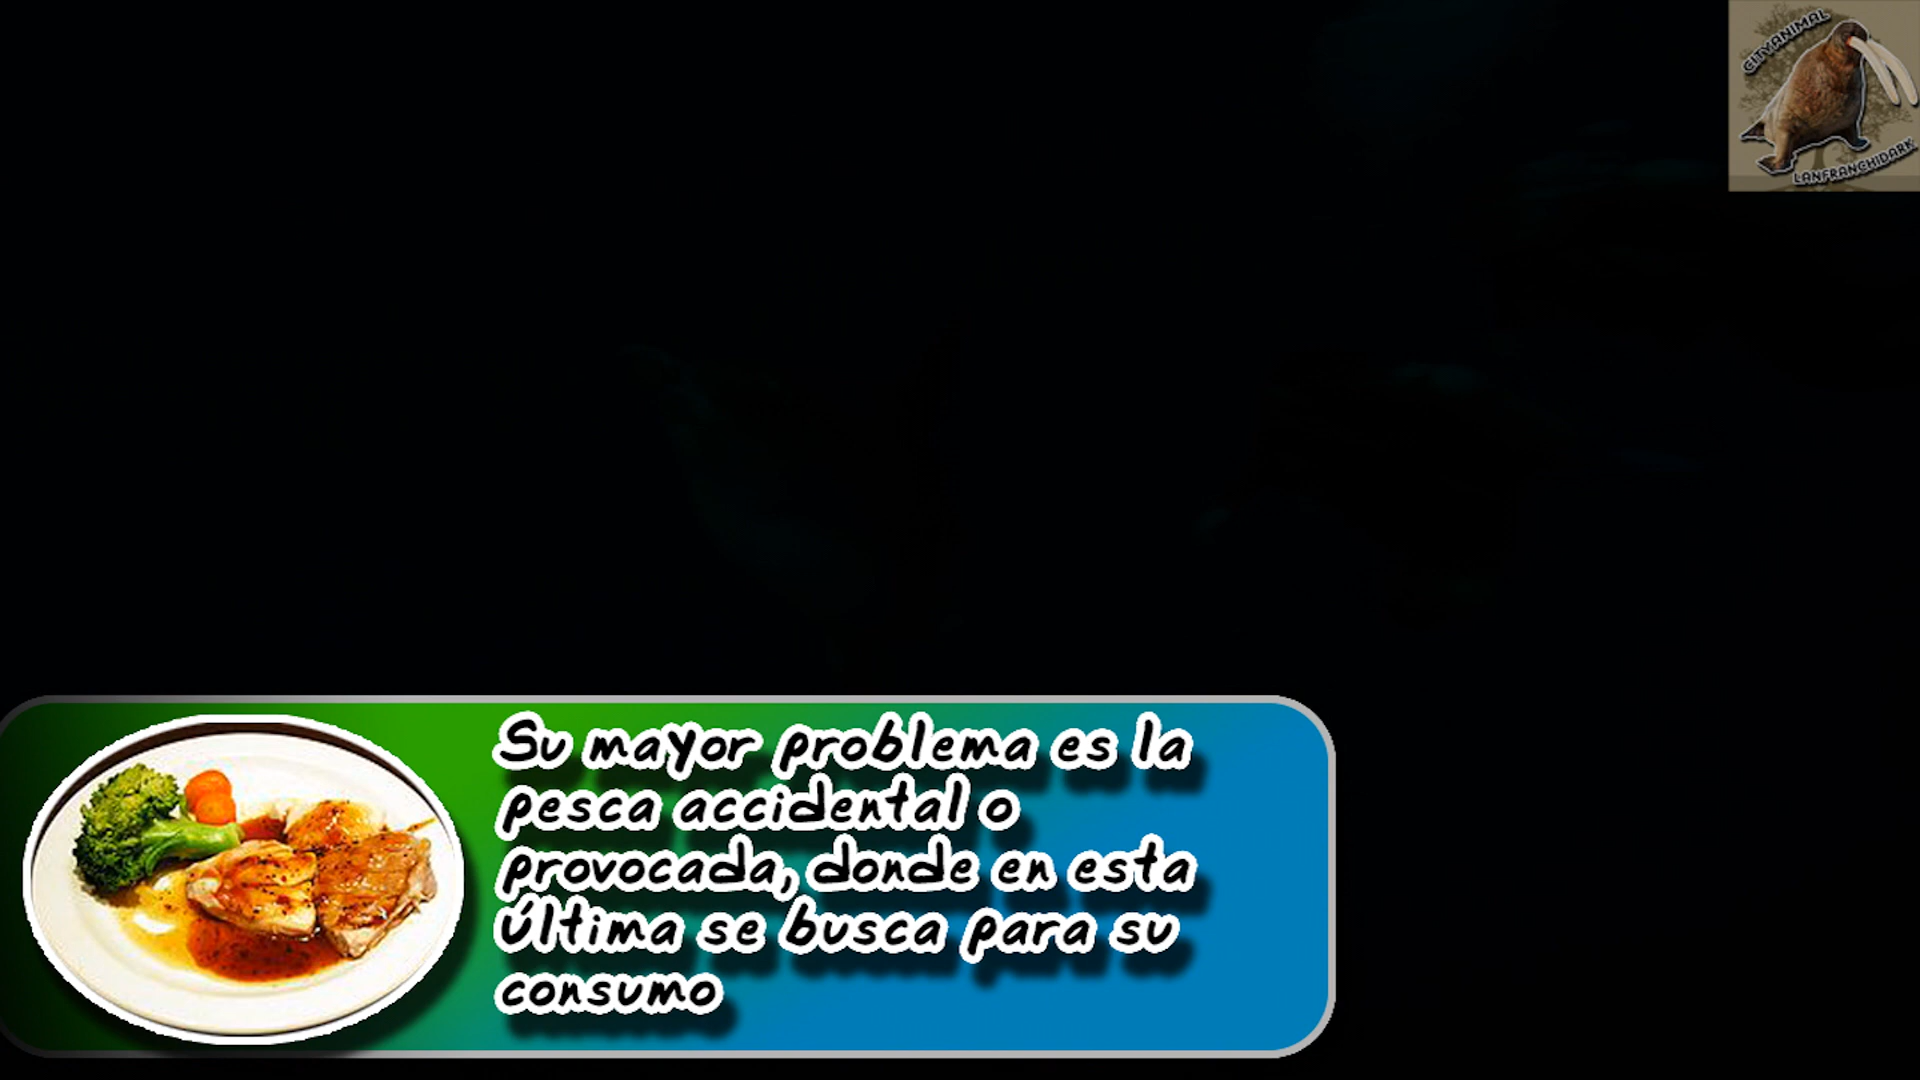 CITYANIMAL
LANFRANCHIDARK
Su mayor problema es la
pesca accidental o
provocada, donde en esta
última se busca para su
consumo